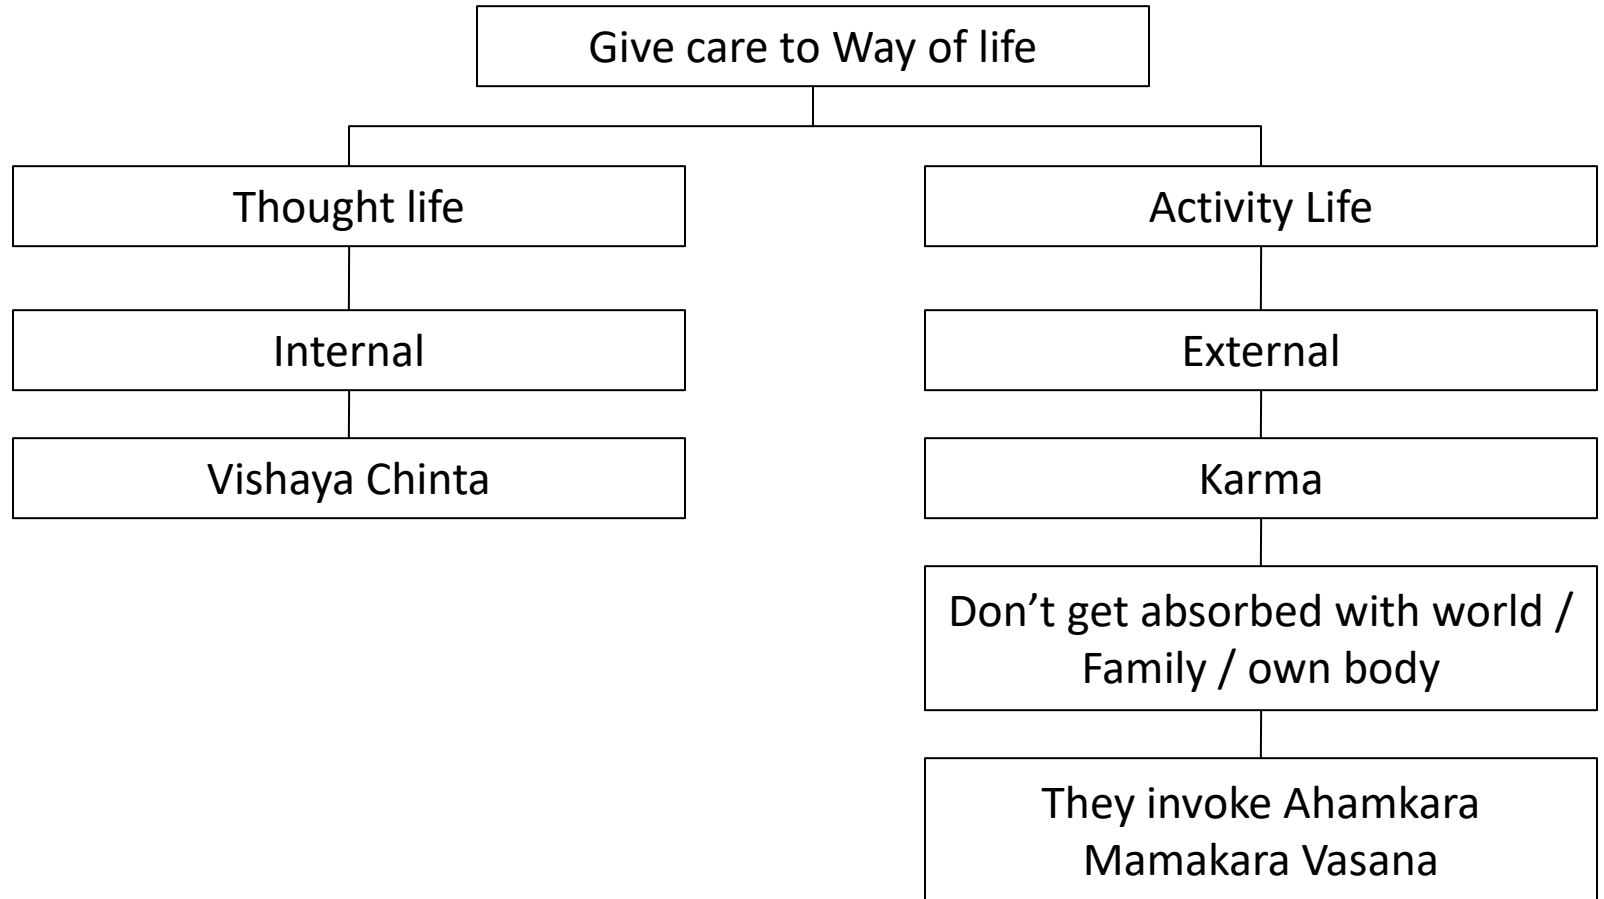 Give care to Way of life
Thought life
Activity Life
Internal
External
Vishaya Chinta
Karma
Don’t get absorbed with world /
Family / own body
They invoke Ahamkara
Mamakara Vasana